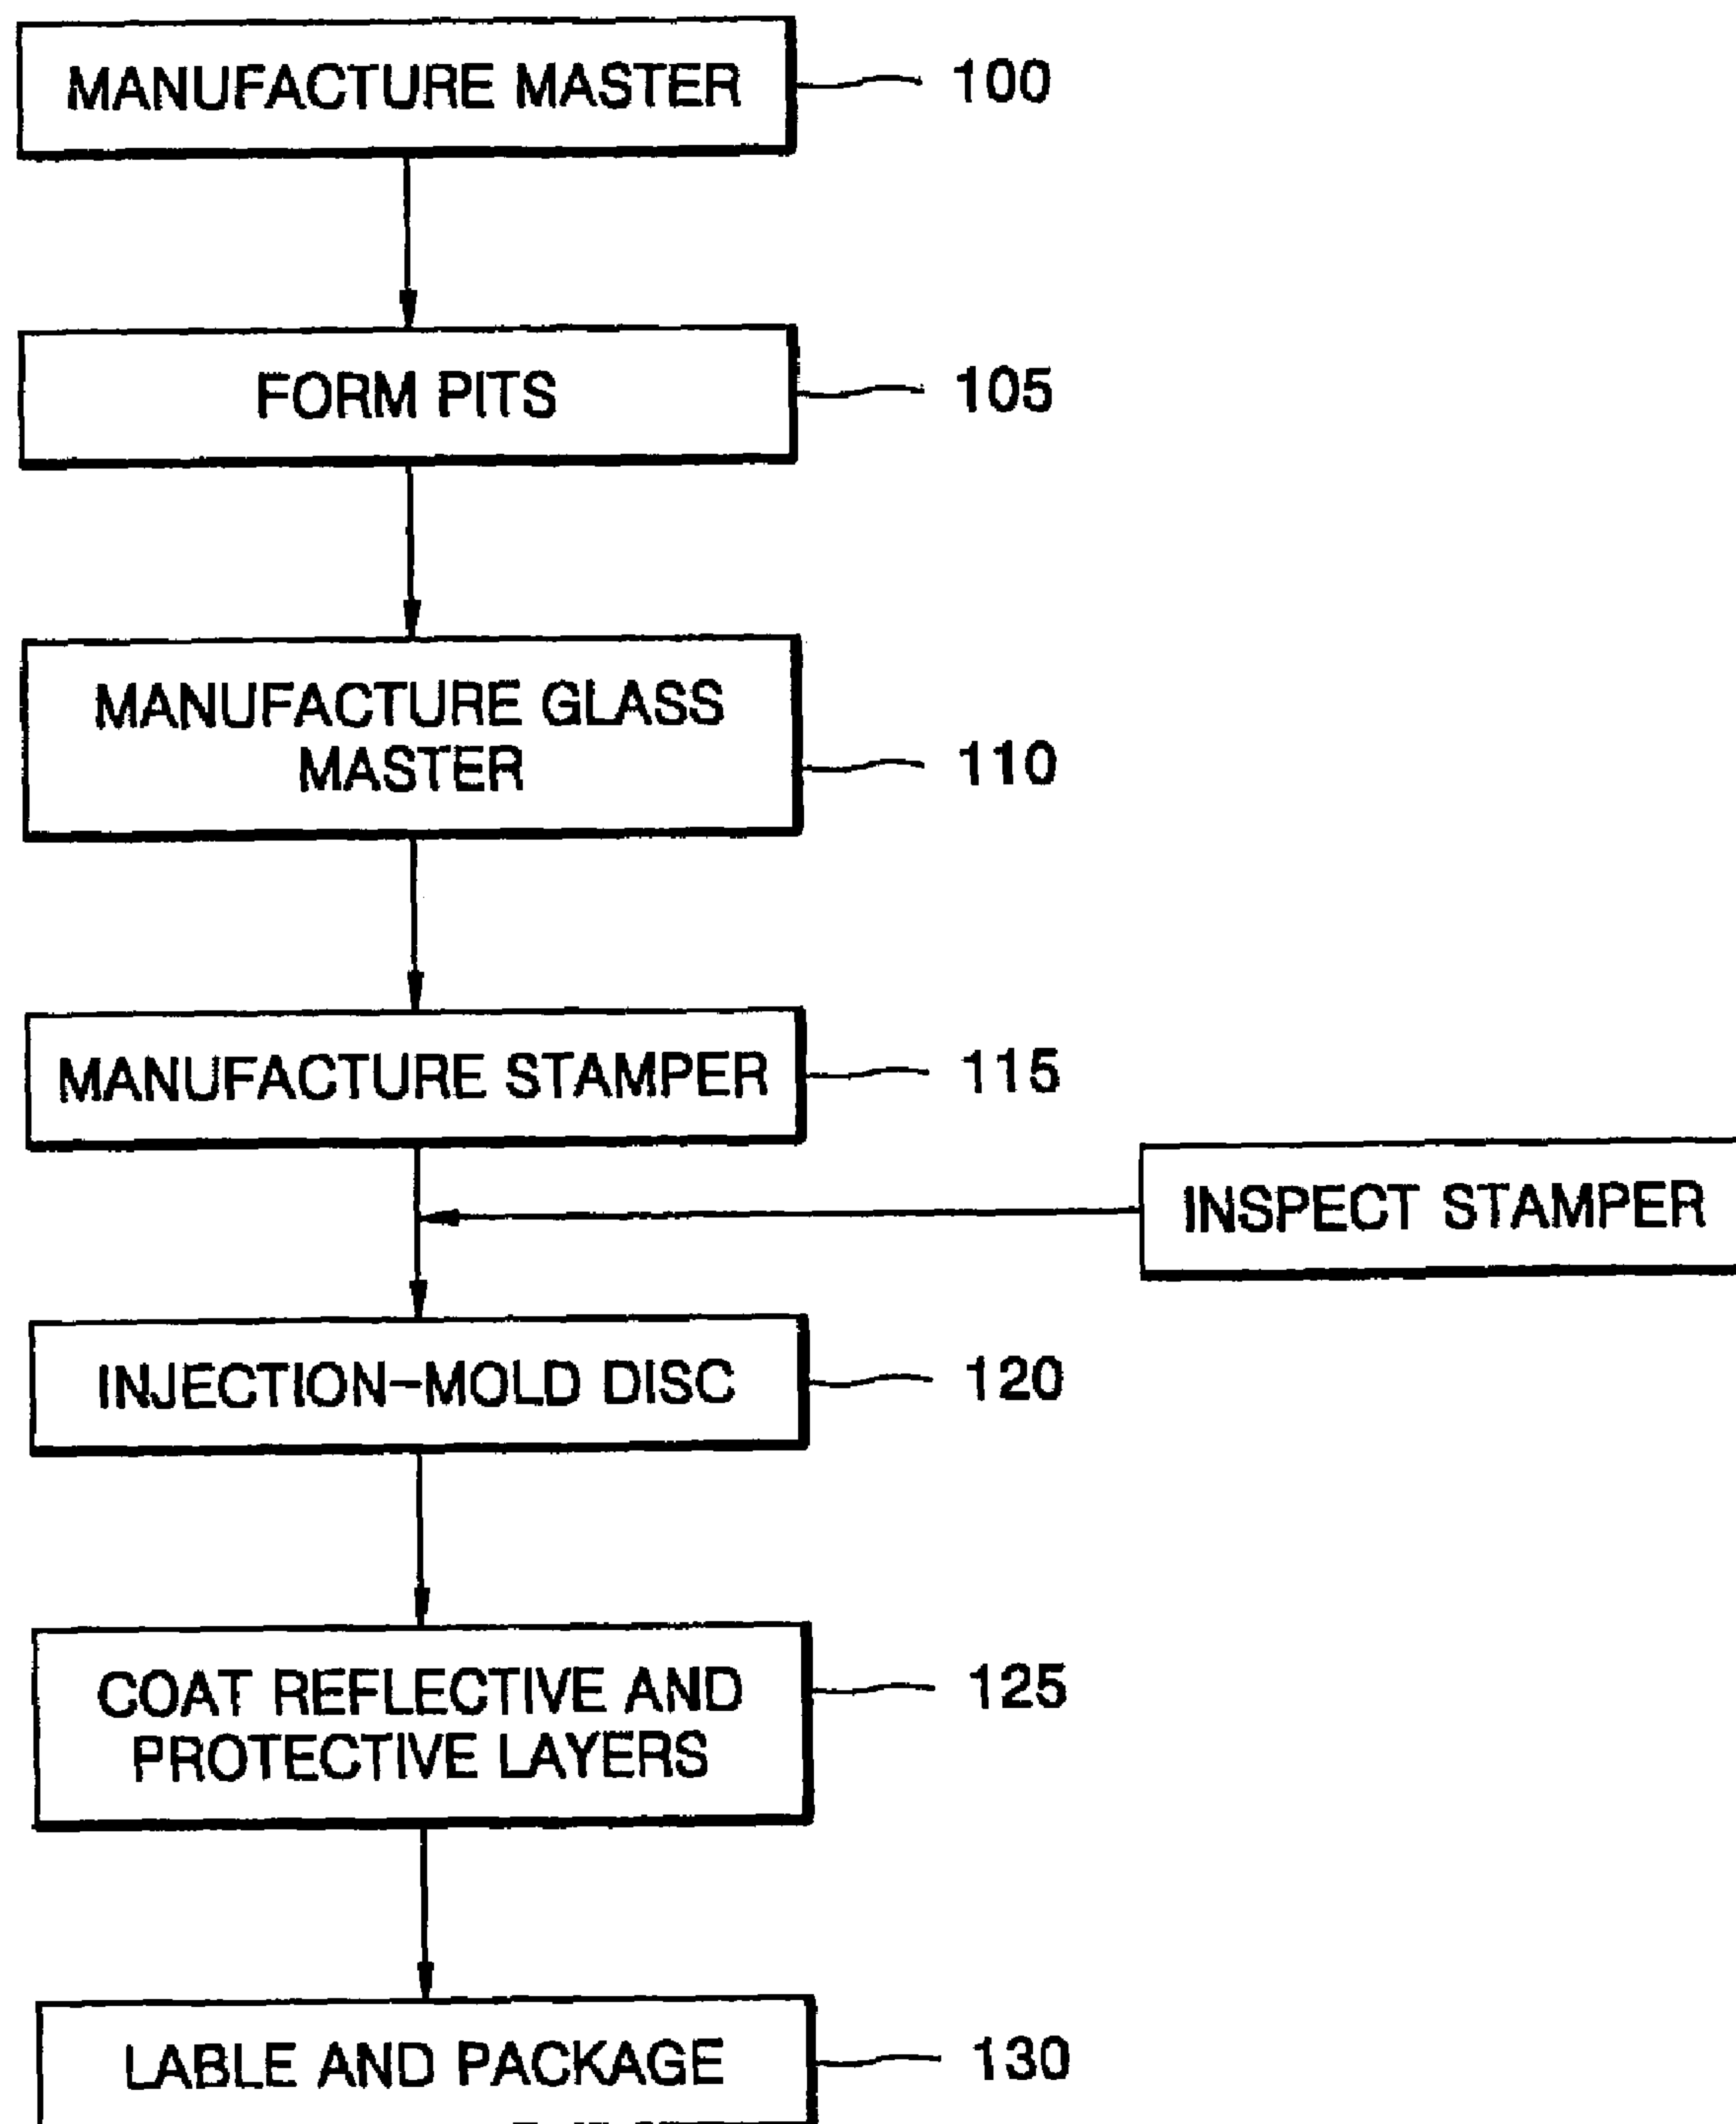 MANUFACTURE MASTER
100
FORM PITS
105
MANUFACTURE GLASS
MASTER
110
MANUFACTURE STAMPER
115
INSPECT STAMPER
INJECTION-MOLD DISC
120
COAT REFLECTIVE AND
PROTECTIVE LAYERS
125
LABLE AND PACKAGE
130